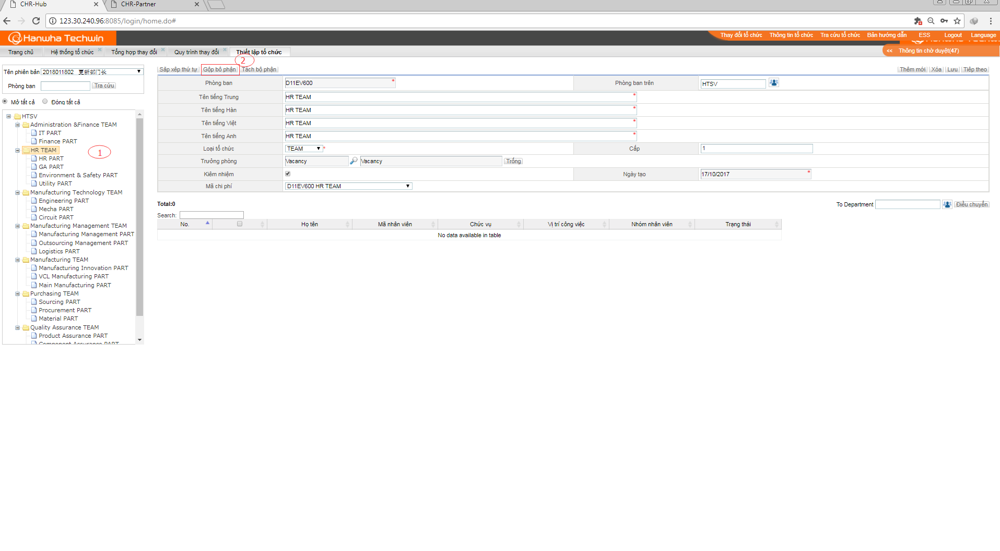 CHR-Hub
CHR-Partner
123.30.240.96:8085/login/home.do#
Hanwha Techwin
Thay đổi tổ chức Thông tin tổ chức Tra cứu tổ chức Bản hướng dẫn ESS Logout Language
Trang chủ Hệ thống tổ chức Tổng hợp thay đổi Quy trình thay đổi Thiết lập tổ chức
<< Thông tin chờ duyệt(47)
2
Tên phiên bản 2018011802 更新部门长
Phòng ban Tra cứu
Mở tất cả Đóng tất cả
HTSV
Administration &Finance TEAM
IT PART
Finance PART
HR TEAM
1
HR PART
GA PART
Environment & Safety PART
Utility PART
Manufacturing Technology TEAM
Engineering PART
Mecha PART
Circuit PART
Manufacturing Management TEAM
Manufacturing Management PART
Outsourcing Management PART
Logistics PART
Manufacturing TEAM
Manufacturing Innovation PART
VCL Manufacturing PART
Main Manufacturing PART
Purchasing TEAM
Sourcing PART
Procurement PART
Material PART
Quality Assurance TEAM
Product Assurance PART
Component Assurance PART
Sắp xếp thứ tự Gộp bộ phận Tách bộ phận Thêm mới Xóa Lưu Tiếp theo
Phòng ban D11EV600 * Phòng ban trên HTSV
Tên tiếng Trung HR TEAM *
Tên tiếng Hàn HR TEAM *
Tên tiếng Việt HR TEAM *
Tên tiếng Anh HR TEAM *
Loại tổ chức TEAM * Cấp 1
Trưởng phòng Vacancy Vacancy Trống
Kiêm nhiệm Ngày tạo 17/10/2017 *
Mã chi phí D11EV600 HR TEAM
Total:0 To Department Điều chuyển
Search:
No. Họ tên Mã nhân viên Chức vụ Vị trí công việc Nhóm nhân viên Trạng thái
No data available in table